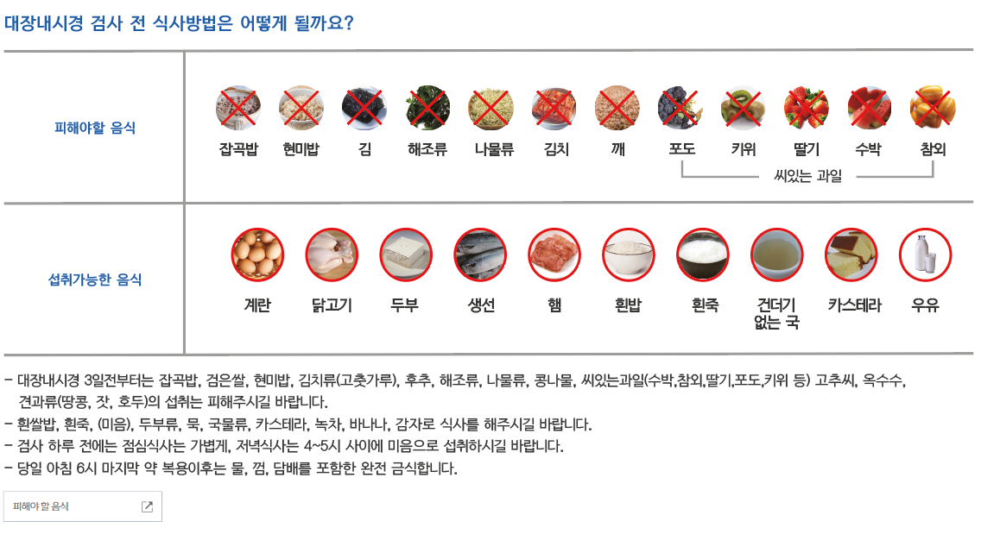 대장내시경 검사 전 식사방법은 어떻게 될까요?
피해야할 음식
잡곡밥 현미밥 김 해조류 나물류 김치 깨 포도 키위 딸기 수박 참외
씨있는 과일
섭취가능한 음식
계란 닭고기 두부 생선 햄 흰밥 흰죽 건더기 카스테라 우유
없는 국
- 대장내시경 3일전부터는 잡곡밥, 검은쌀, 현미밥, 김치류(고춧가루), 후추, 해조류, 나물류, 콩나물, 씨있는과일(수박,참외,딸기,포도,키위 등) 고추씨, 옥수수,
견과류(땅콩, 잣, 호두)의 섭취는 피해주시길 바랍니다.
- 흰쌀밥, 흰죽, (미음), 두부류, 묵, 국물류, 카스테라, 녹차, 바나나, 감자로 식사를 해주시길 바랍니다.
- 검사 하루 전에는 점심식사는 가볍게, 저녁식사는 4~5시 사이에 미음으로 섭취하시길 바랍니다.
- 당일 아침 6시 마지막 약 복용이후는 물, 껌, 담배를 포함한 완전 금식합니다.
피해야 할 음식